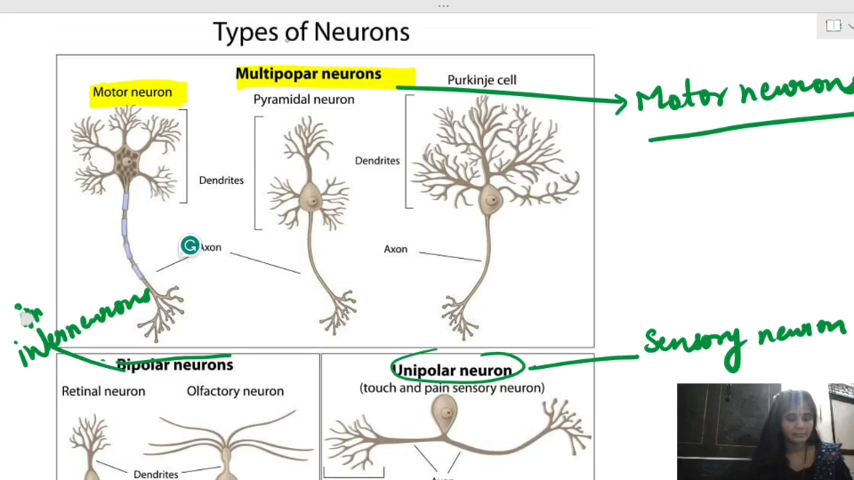 Types of Neurons
Multipopar neurons
Motor neuron
Purkinje cell
Pyramidal neuron
Motor neurons
Dendrites
Dendrites
Axon
Axon
interneurons
Sensory neuron
Bipolar neurons
Unipolar neuron
Retinal neuron
Olfactory neuron
(touch and pain sensory neuron)
Dendrites